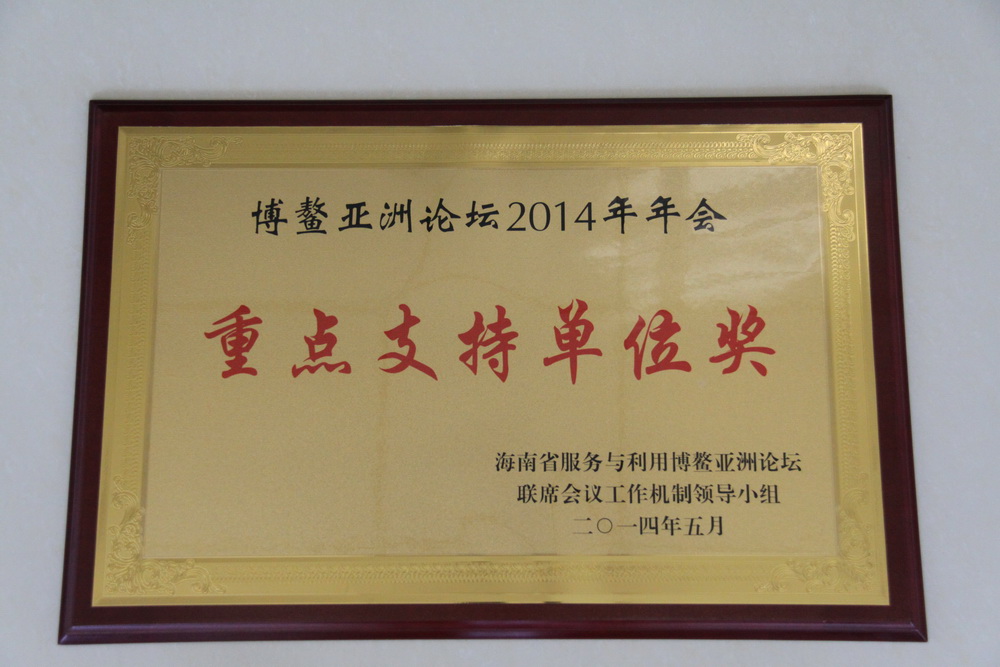 博鳌亚洲论坛2014年年会
重点支持单位奖
海南省服务与利用博鳌亚洲论坛
联席会议工作机制领导小组
二〇一四年五月